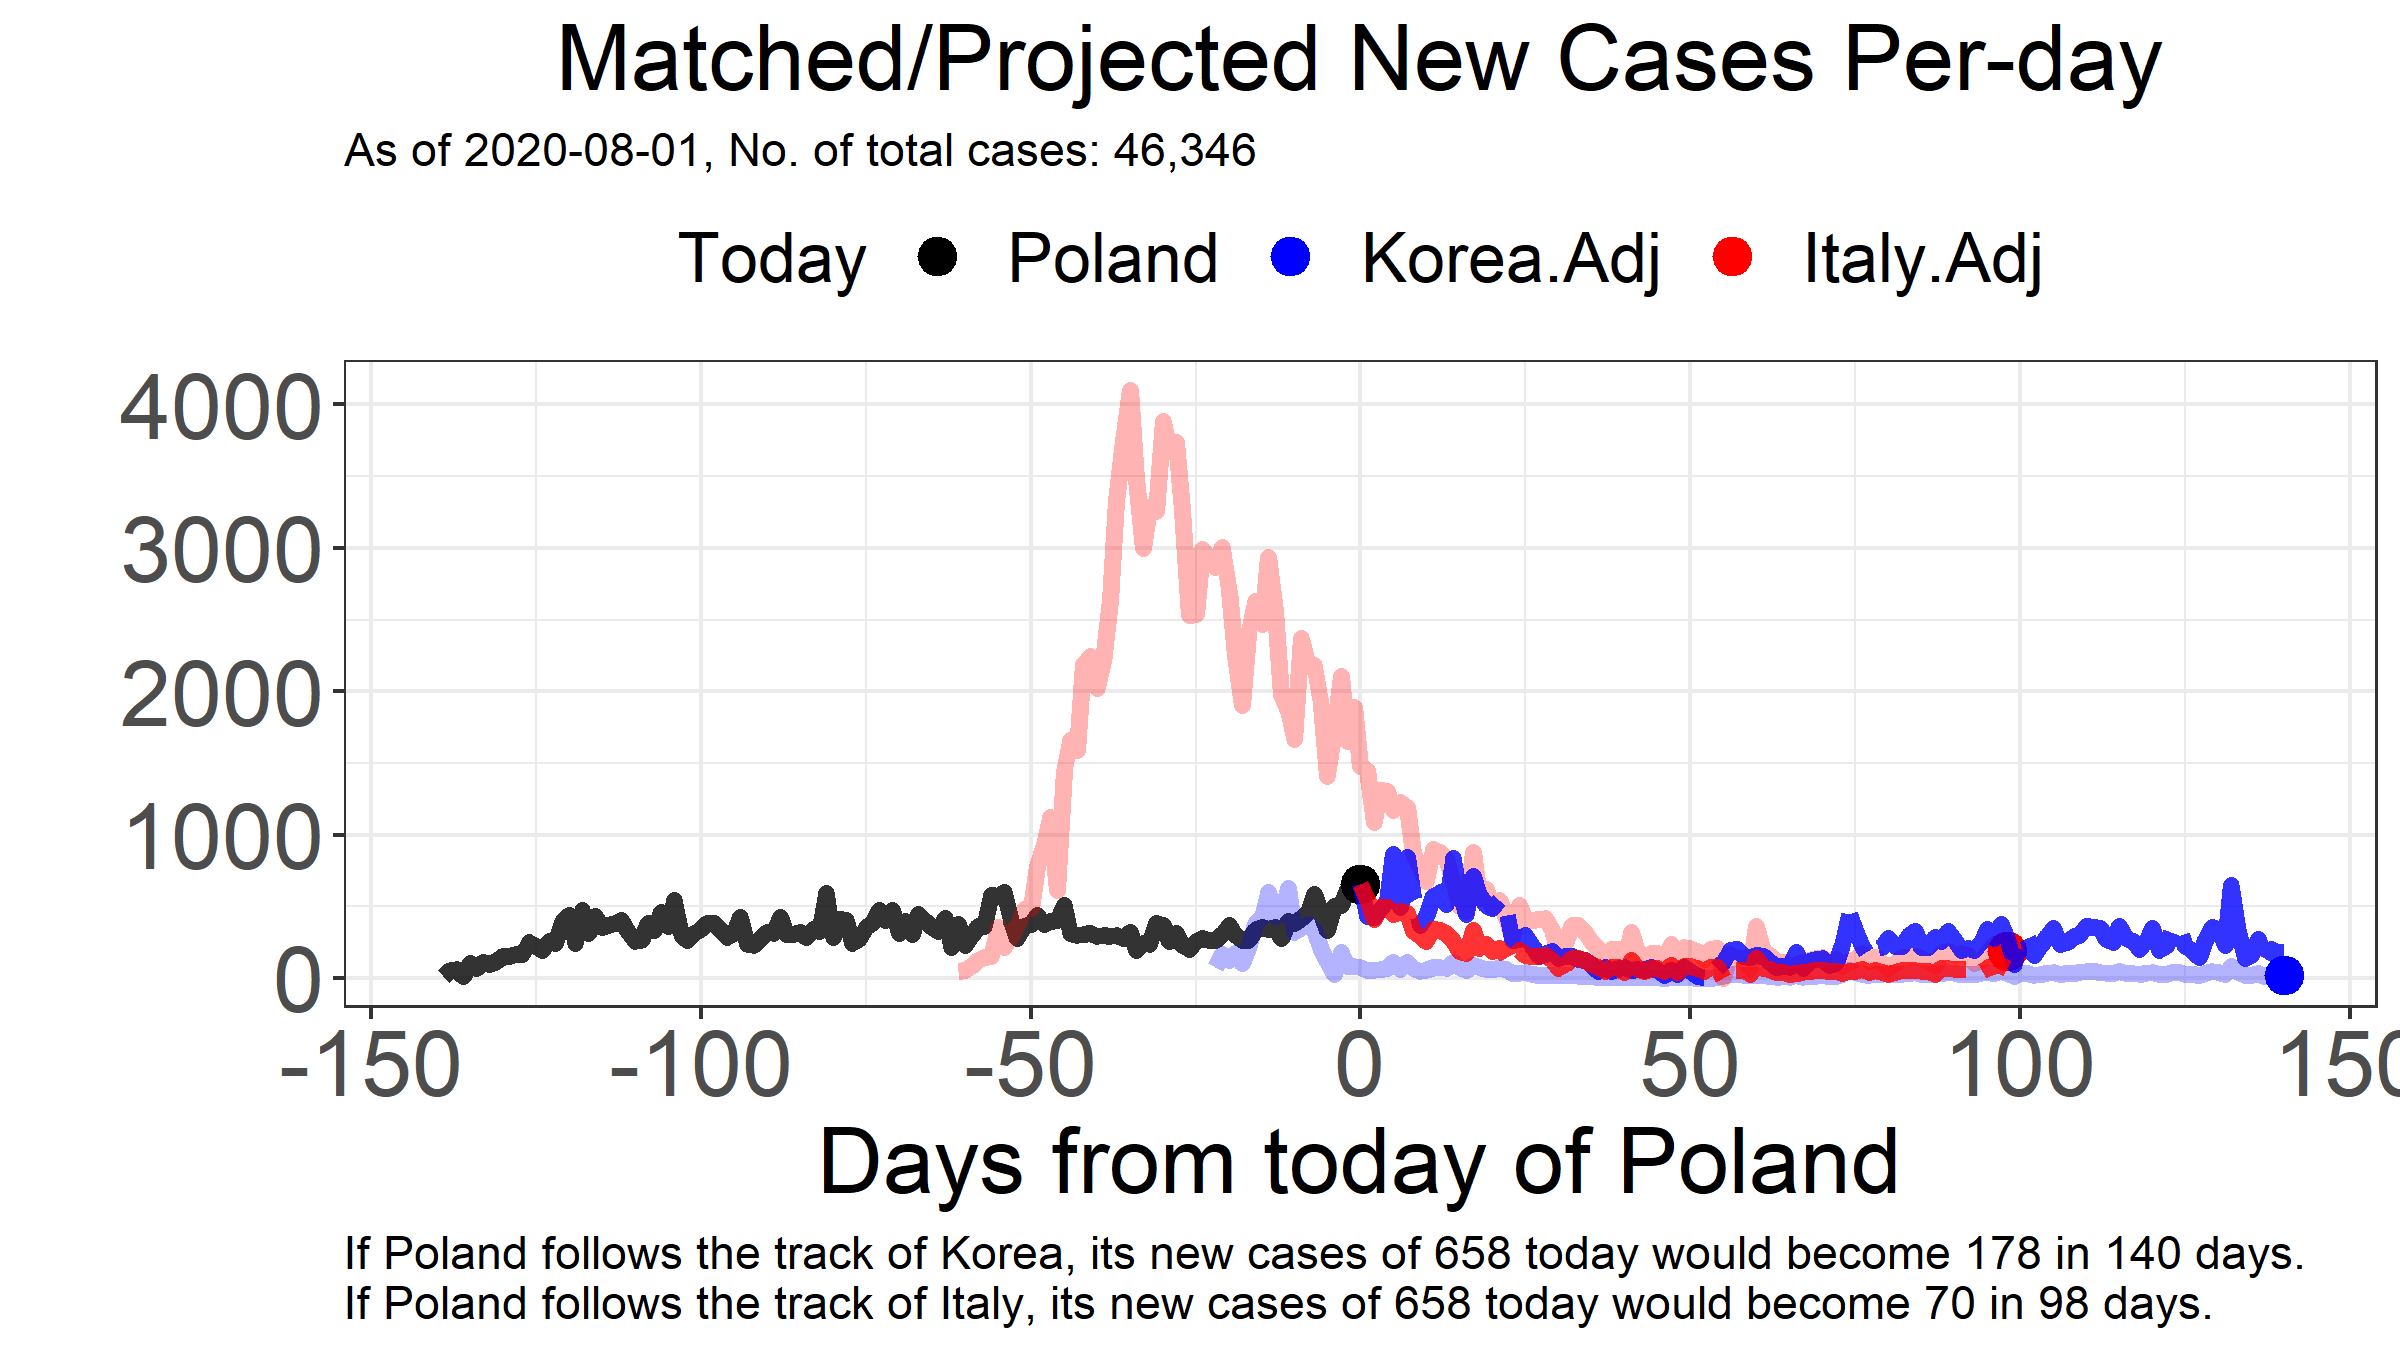 Matched/Projected New Cases Per-day
As of 2020-08-01, No. of total cases: 46,346
Today Poland Korea.Adj Italy.Adj
4000
3000
2000
1000
0
-150 -100 -50 0 50 100 150
Days from today of Poland
If Poland follows the track of Korea, its new cases of 658 today would become 178 in 140 days.
If Poland follows the track of Italy, its new cases of 658 today would become 70 in 98 days.